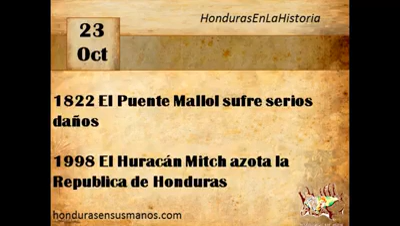 HondurasEnLaHistoria
23
Oct
1822 El Puente Mallol sufre serios
daños
1998 El Huracán Mitch azota la
Republica de Honduras
hondurasensusmanos.com